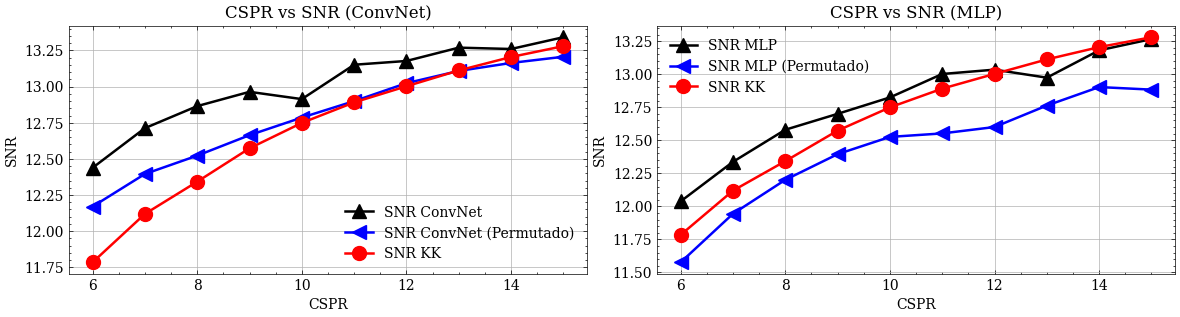 CSPR vs SNR (ConvNet)
SNR
13.25
13.00
12.75
12.50
12.25
12.00
11.75
SNR ConvNet
SNR ConvNet (Permutado)
SNR KK
6 8 10 12 14
CSPR
CSPR vs SNR (MLP)
SNR
13.25
13.00
12.75
12.50
12.25
12.00
11.75
11.50
SNR MLP
SNR MLP (Permutado)
SNR KK
6 8 10 12 14
CSPR